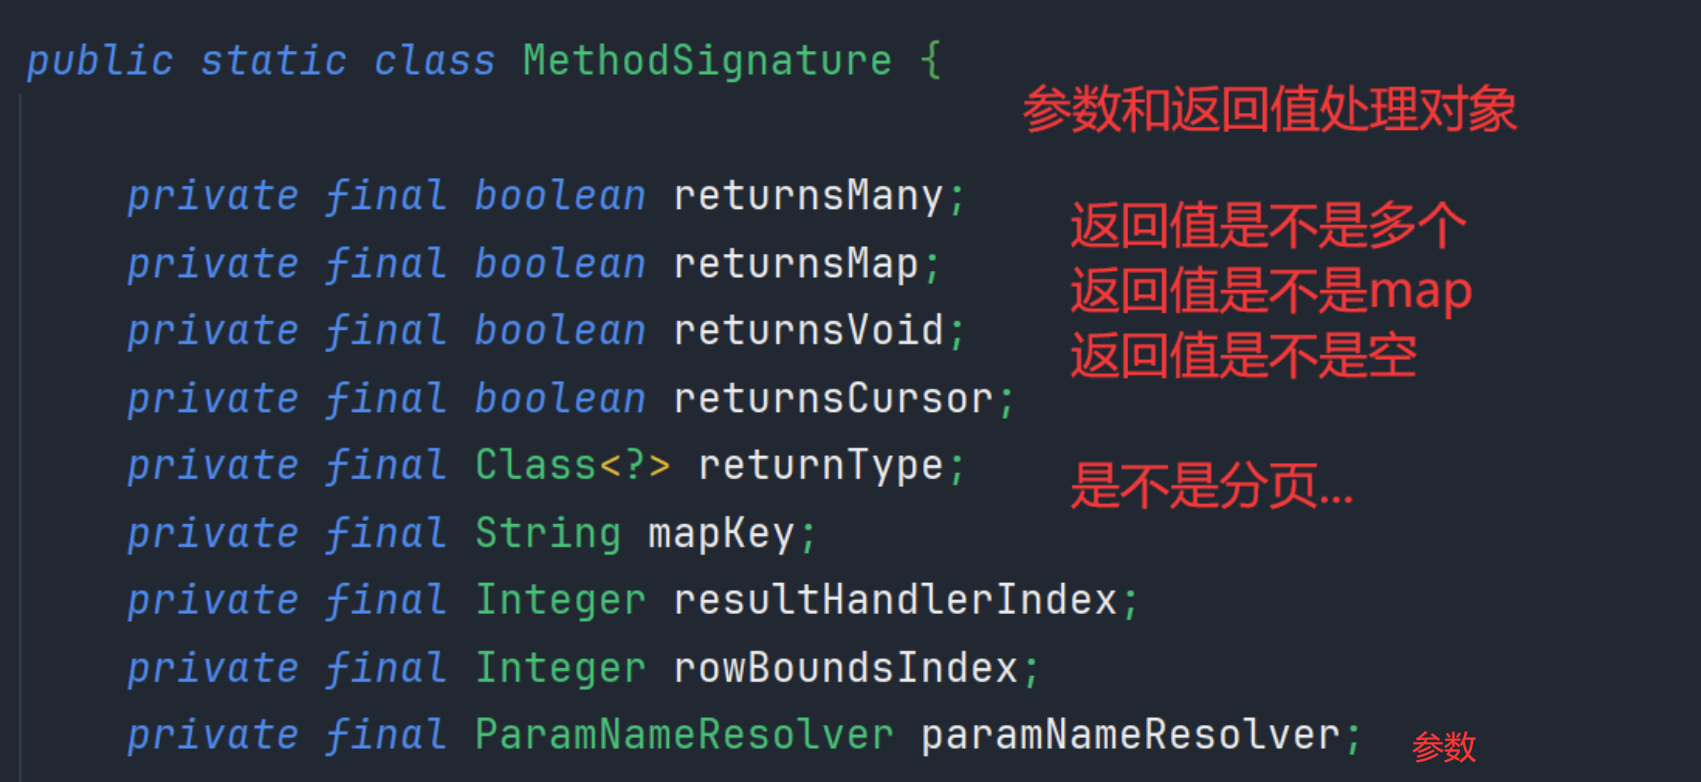 public static class MethodSignature {
参数和返回值处理对象
private final boolean returnsMany;
返回值是不是多个
private final boolean returnsMap;
返回值是不是map
private final boolean returnsVoid;
返回值是不是空
private final boolean returnsCursor;
private final Class<?> returnType;
是不是分页...
private final String mapKey;
private final Integer resultHandlerIndex;
private final Integer rowBoundsIndex;
private final ParamNameResolver paramNameResolver;
参数